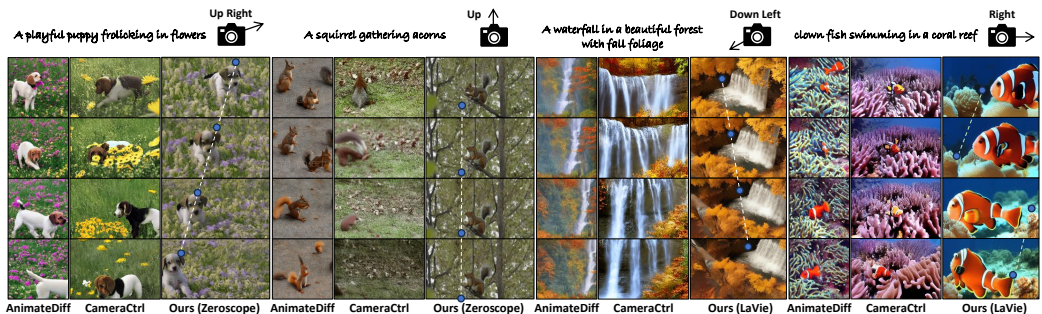 A playful puppy frolicking in flowers
Up Right
A squirrel gathering acorns
Up
A waterfall in a beautiful forest
with fall foliage
Down Left
clown fish swimming in a coral reef
Right
AnimateDiff
CameraCtrl
Ours (Zeroscope)
AnimateDiff
CameraCtrl
Ours (Zeroscope)
AnimateDiff
CameraCtrl
Ours (LaVie)
AnimateDiff
CameraCtrl
Ours (LaVie)